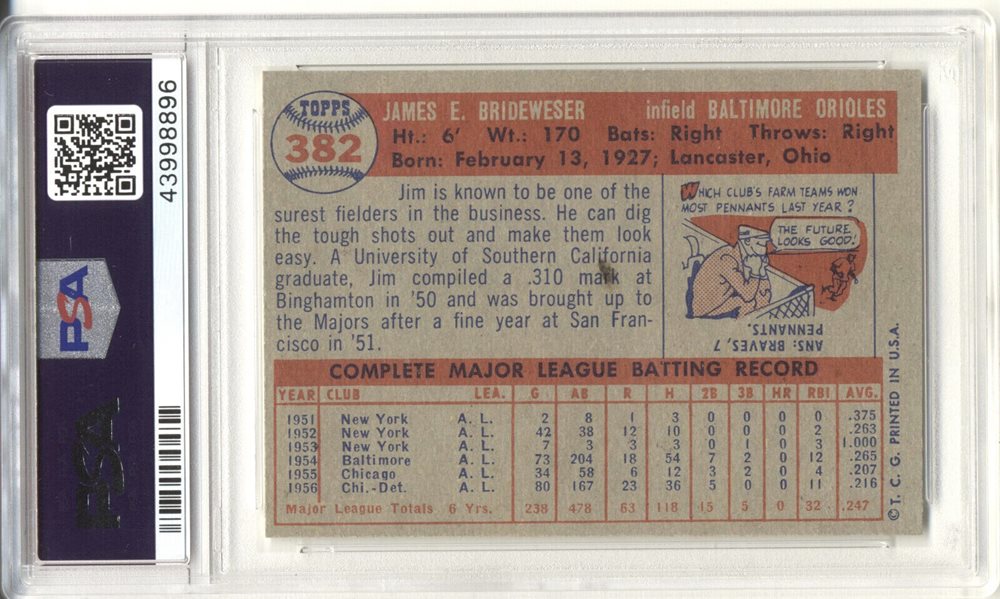 43998896
PSA
PSA
TOPPS
382
JAMES E. BRIDEWESER infield BALTIMORE ORIOLES
Ht.: 6' Wt.: 170 Bats: Right Throws: Right
Born: February 13, 1927; Lancaster, Ohio
Jim is known to be one of the
surest fielders in the business. He can dig
the tough shots out and make them look
easy. A University of Southern California
graduate, Jim compiled a .310 mark at
Binghamton in '50 and was brought up to
the Majors after a fine year at San Fran-
cisco in '51.
WHICH CLUB'S FARM TEAMS WON
MOST PENNANTS LAST YEAR?
THE FUTURE
LOOKS GOOD!
ANS: BRAVES, 7
PENNANTS.
COMPLETE MAJOR LEAGUE BATTING RECORD
YEAR CLUB LEA. G AB R H 2B 3B HR RBI AVG.
1951 New York A. L. 2 8 1 3 0 0 0 0 .375
1952 New York A. L. 42 38 12 10 0 0 0 2 .263
1953 New York A. L. 7 3 3 3 0 1 0 3 1.000
1954 Baltimore A. L. 73 204 18 54 7 2 0 12 .265
1955 Chicago A. L. 34 58 6 12 3 2 0 4 .207
1956 Chi.-Det. A. L. 80 167 23 36 5 0 0 11 .216
Major League Totals 6 Yrs. 238 478 63 118 15 5 0 32 .247
© T. C. G. PRINTED IN U.S.A.